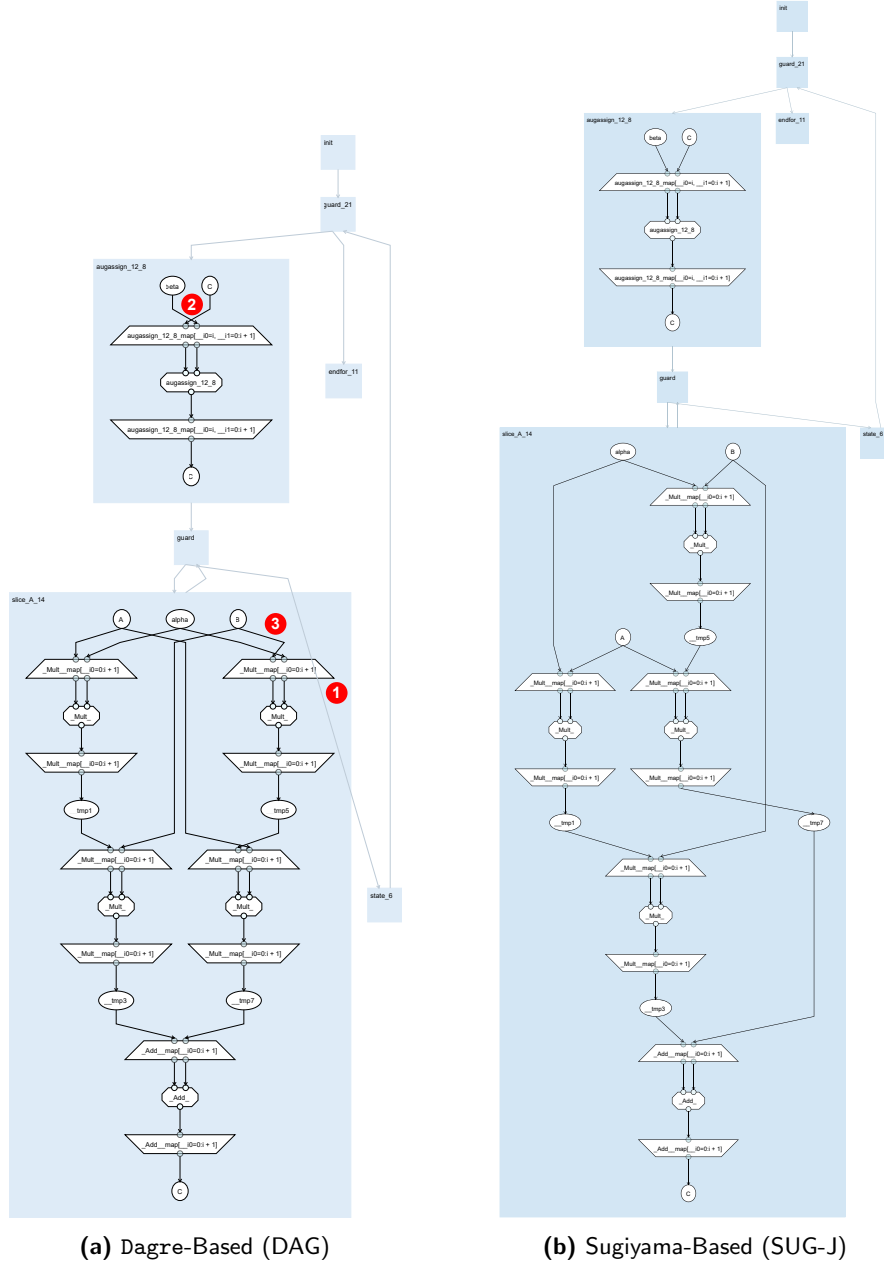 init
guard_21
augassign_12_8
beta
C
2
augassign_12_8_map[__i0=i, __i1=0:i + 1]
endfor_11
augassign_12_8
augassign_12_8_map[__i0=i, __i1=0:i + 1]
guard
slice_A_14
A
alpha
B
3
_Mult__map[__i0=0:i + 1]
_Mult__map[__i0=0:i + 1]
1
_Mult_
_Mult_
_Mult__map[__i0=0:i + 1]
_Mult__map[__i0=0:i + 1]
tmp1
tmp5
_Mult__map[__i0=0:i + 1]
_Mult__map[__i0=0:i + 1]
state_6
_Mult_
_Mult_
_Mult__map[__i0=0:i + 1]
_Mult__map[__i0=0:i + 1]
__tmp3
__tmp7
_Add__map[__i0=0:i + 1]
_Add_
_Add__map[__i0=0:i + 1]
C
(a) Dagre-Based (DAG)
init
guard_21
augassign_12_8
endfor_11
beta
C
augassign_12_8_map[__i0=i, __i1=0:i + 1]
augassign_12_8
augassign_12_8_map[__i0=i, __i1=0:i + 1]
C
guard
slice_A_14
state_6
alpha
B
_Mult__map[__i0=0:i + 1]
_Mult_
_Mult__map[__i0=0:i + 1]
__tmp5
A
_Mult__map[__i0=0:i + 1]
_Mult__map[__i0=0:i + 1]
_Mult_
_Mult_
_Mult__map[__i0=0:i + 1]
_Mult__map[__i0=0:i + 1]
__tmp1
__tmp7
_Mult__map[__i0=0:i + 1]
_Mult_
_Mult__map[__i0=0:i + 1]
__tmp3
_Add__map[__i0=0:i + 1]
_Add_
_Add__map[__i0=0:i + 1]
C
(b) Sugiyama-Based (SUG-J)